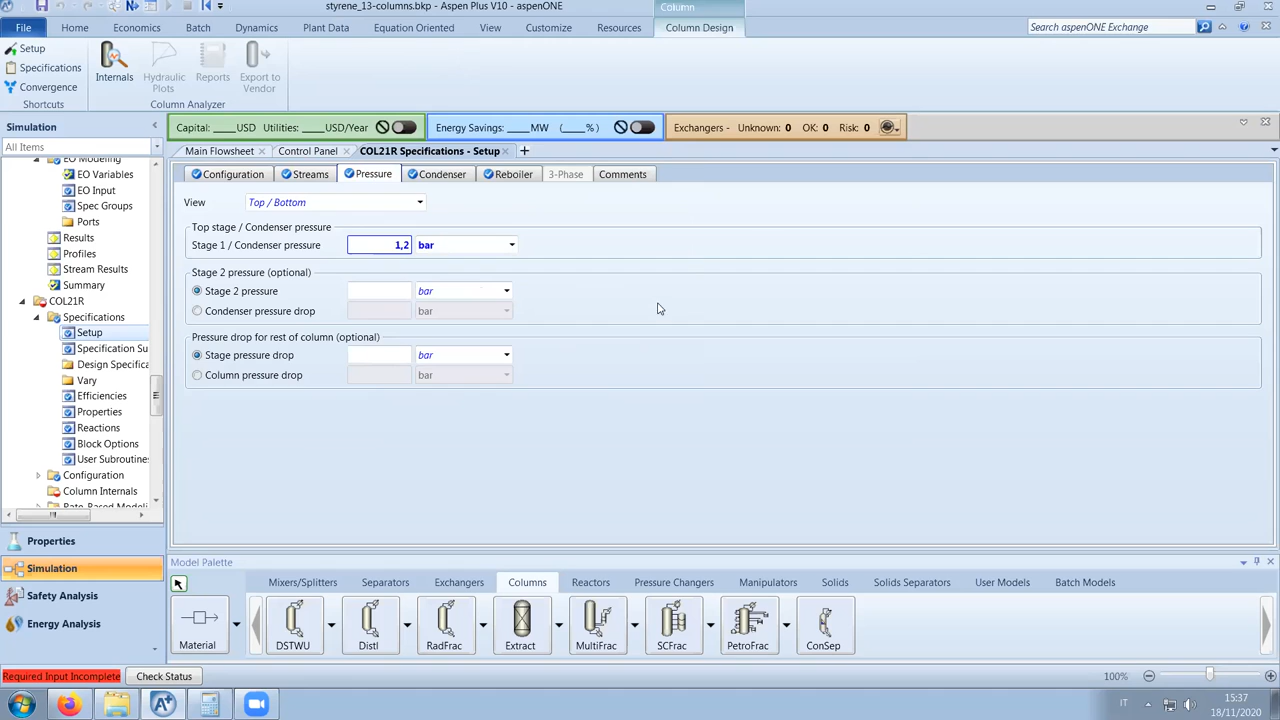 styrene_13-columns.bkp - Aspen Plus V10 - aspenONE
Column
File Home Economics Batch Dynamics Plant Data Equation Oriented View Customize Resources Column Design
Search aspenONE Exchange
Setup
Specifications
Convergence
Shortcuts
Internals
Hydraulic Plots
Reports
Export to Vendor
Column Analyzer
Simulation
All Items
Capital: ____USD Utilities: ____USD/Year
Energy Savings: ____MW (____%)
Exchangers - Unknown: 0 OK: 0 Risk: 0
Main Flowsheet Control Panel COL21R Specifications - Setup
EO Modeling
EO Variables
EO Input
Spec Groups
Ports
Results
Profiles
Stream Results
Summary
COL21R
Specifications
Setup
Specification Su
Design Specifica
Vary
Efficiencies
Properties
Reactions
Block Options
User Subroutine
Configuration
Column Internals
Rate-Based Modeli
Configuration Streams Pressure Condenser Reboiler 3-Phase Comments
View Top / Bottom
Top stage / Condenser pressure
Stage 1 / Condenser pressure 1,2 bar
Stage 2 pressure (optional)
Stage 2 pressure bar
Condenser pressure drop bar
Pressure drop for rest of column (optional)
Stage pressure drop bar
Column pressure drop bar
Properties
Simulation
Safety Analysis
Energy Analysis
Model Palette
Mixers/Splitters Separators Exchangers Columns Reactors Pressure Changers Manipulators Solids Solids Separators User Models Batch Models
Material DSTWU Distl RadFrac Extract MultiFrac SCFrac PetroFrac ConSep
Required Input Incomplete Check Status
100%
IT
15:37
18/11/2020